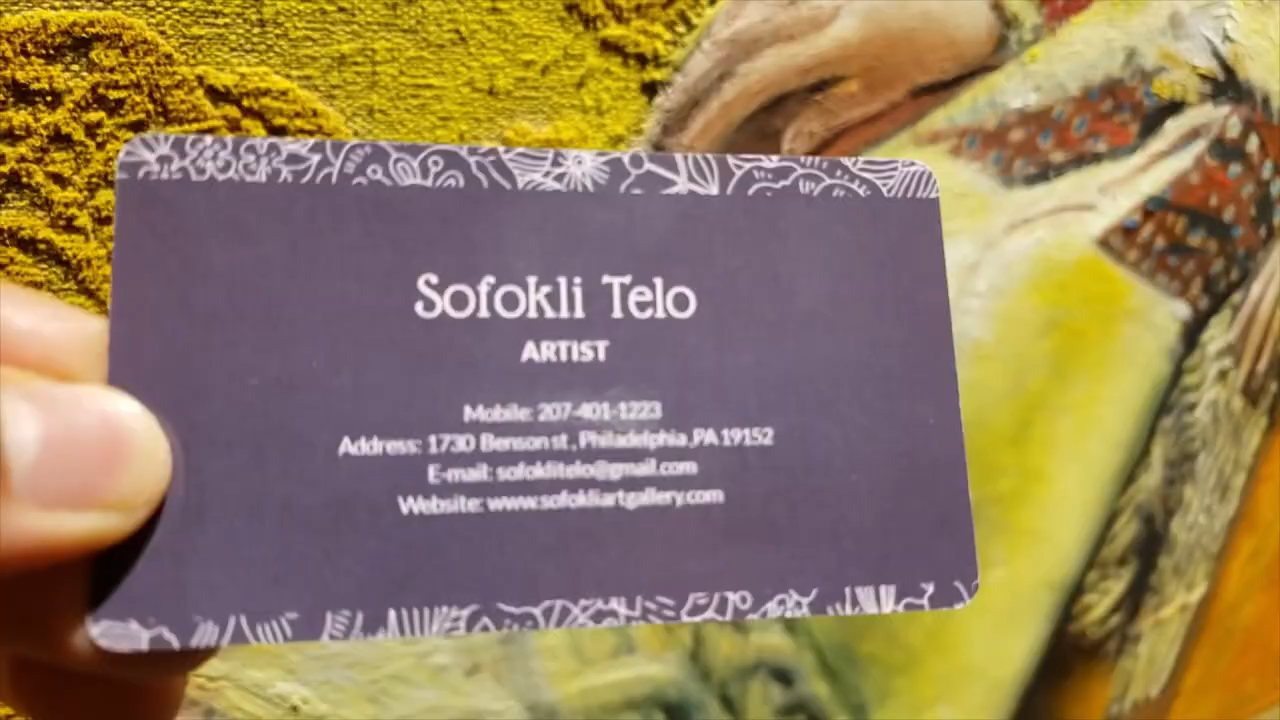 Sofokli Telo
ARTIST
Mobile: 207-401-1223
Address: 1730 Benson st, Philadelphia ,PA 19152
E-mail: sofoklitelo@gmail.com
Website: www.sofokliartgallery.com